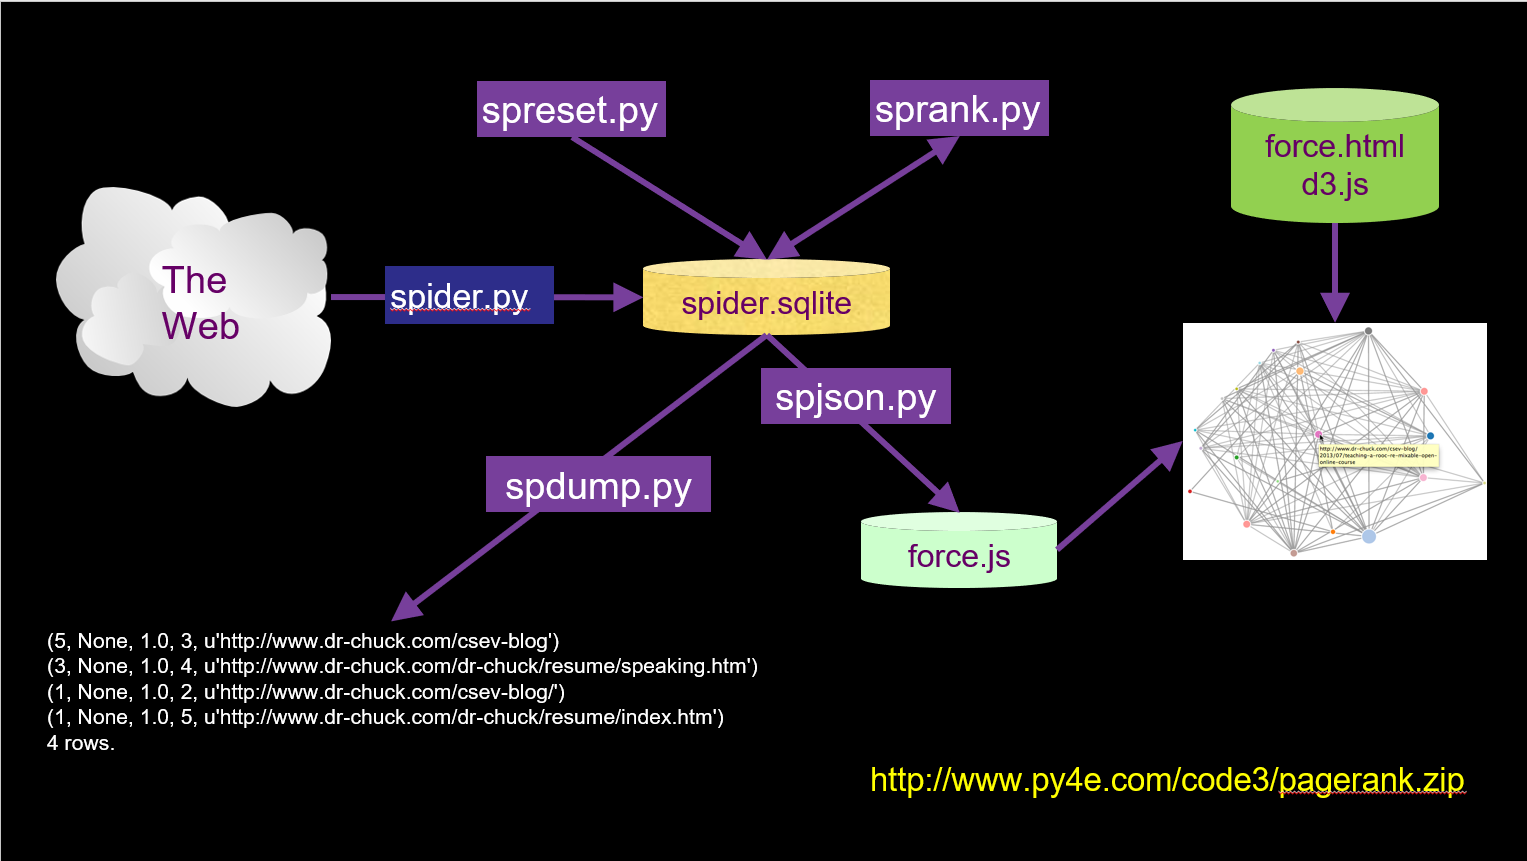 spreset.py
sprank.py
force.html
d3.js
The
Web
spider.py
spider.sqlite
spjson.py
http://www.dr-chuck.com/csev-blog/
2013/07/teaching-a-rooc-re-mixable-open-
online-course
spdump.py
force.js
(5, None, 1.0, 3, u'http://www.dr-chuck.com/csev-blog')
(3, None, 1.0, 4, u'http://www.dr-chuck.com/dr-chuck/resume/speaking.htm')
(1, None, 1.0, 2, u'http://www.dr-chuck.com/csev-blog/')
(1, None, 1.0, 5, u'http://www.dr-chuck.com/dr-chuck/resume/index.htm')
4 rows.
http://www.py4e.com/code3/pagerank.zip